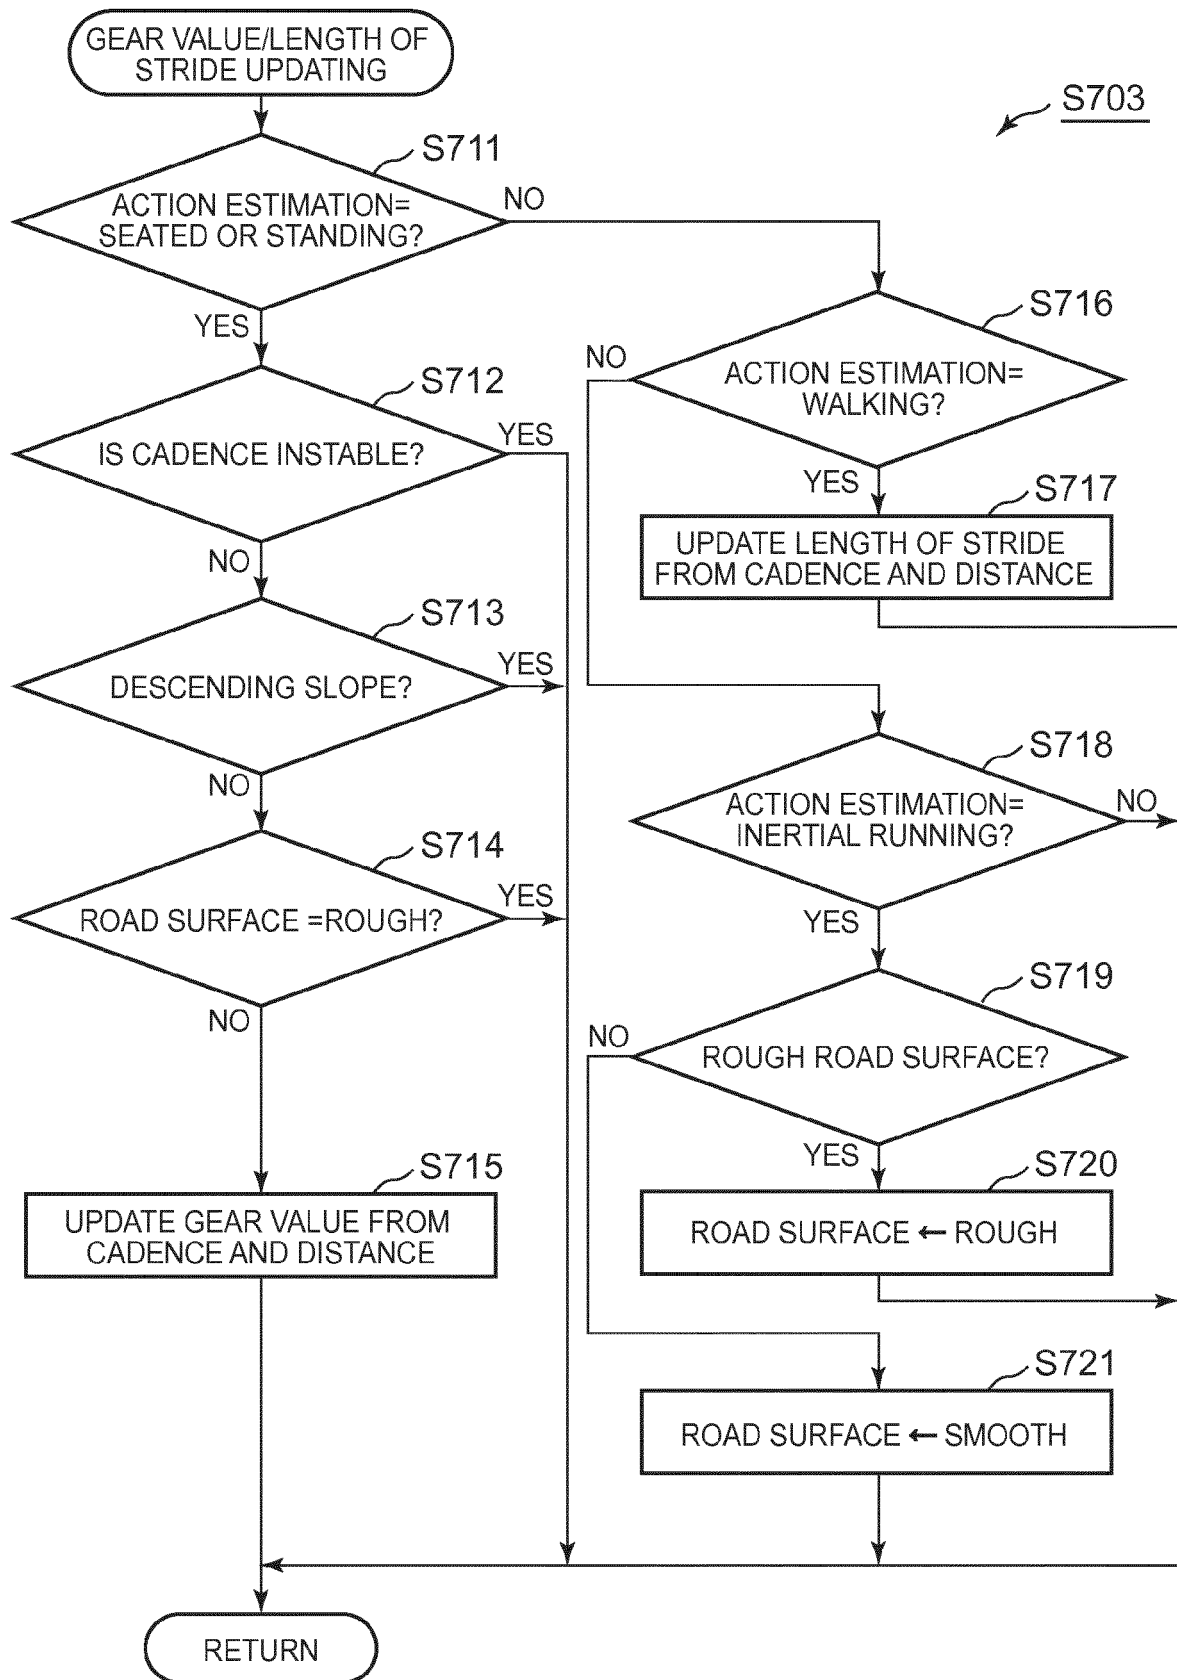 GEAR VALUE/LENGTH OF
STRIDE UPDATING
S703
S711
ACTION ESTIMATION=
SEATED OR STANDING?
NO
YES
S712
IS CADENCE INSTABLE?
YES
NO
S713
DESCENDING SLOPE?
YES
NO
S714
ROAD SURFACE =ROUGH?
YES
NO
S715
UPDATE GEAR VALUE FROM
CADENCE AND DISTANCE
S716
ACTION ESTIMATION=
WALKING?
NO
YES
S717
UPDATE LENGTH OF STRIDE
FROM CADENCE AND DISTANCE
S718
ACTION ESTIMATION=
INERTIAL RUNNING?
NO
YES
S719
ROUGH ROAD SURFACE?
NO
YES
S720
ROAD SURFACE ← ROUGH
S721
ROAD SURFACE ← SMOOTH
RETURN